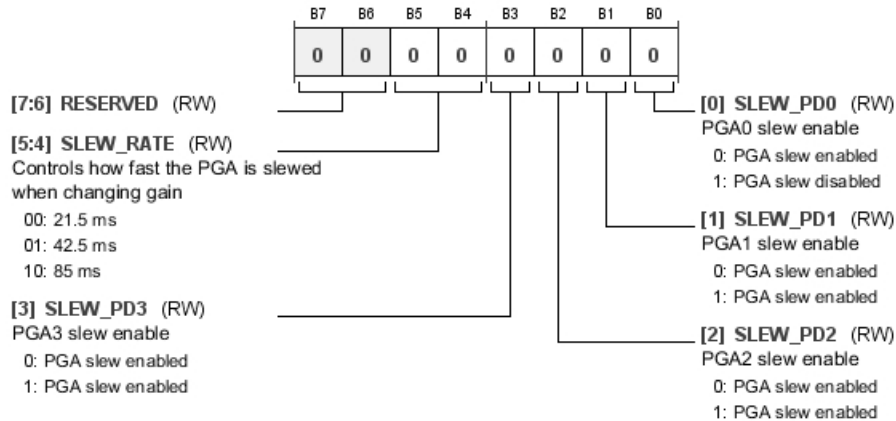 B7 B6 B5 B4 B3 B2 B1 B0
0 0 0 0 0 0 0 0
[7:6] RESERVED (RW)
[5:4] SLEW_RATE (RW)
Controls how fast the PGA is slewed
when changing gain
00: 21.5 ms
01: 42.5 ms
10: 85 ms
[3] SLEW_PD3 (RW)
PGA3 slew enable
0: PGA slew enabled
1: PGA slew enabled
[0] SLEW_PD0 (RW)
PGA0 slew enable
0: PGA slew enabled
1: PGA slew disabled
[1] SLEW_PD1 (RW)
PGA1 slew enable
0: PGA slew enabled
1: PGA slew enabled
[2] SLEW_PD2 (RW)
PGA2 slew enable
0: PGA slew enabled
1: PGA slew enabled